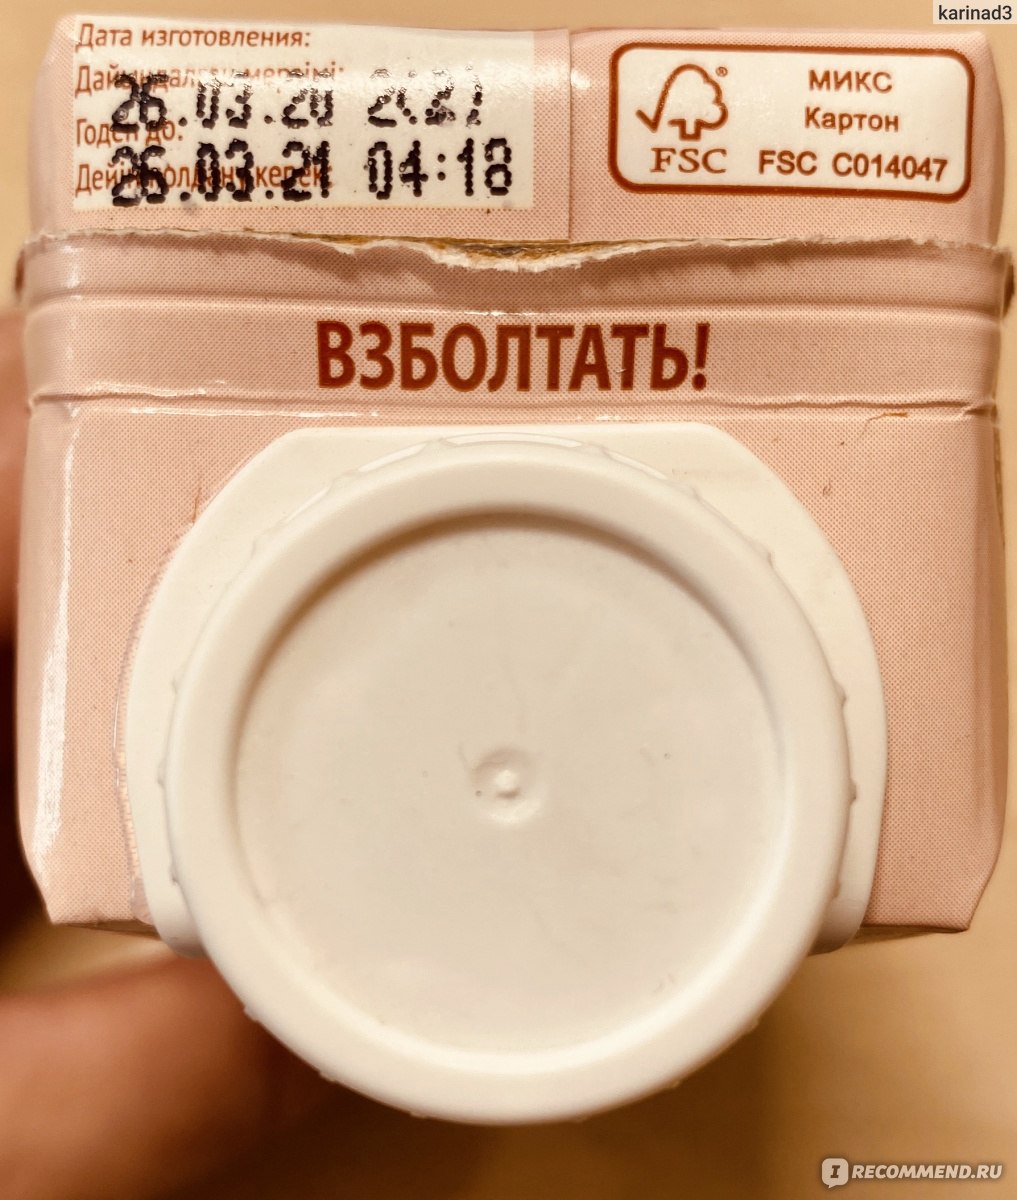 karinad3
Дата изготовления:
26.03.20
Годен до:
26.03.21 04:18
МИКС
Картон
FSC
FSC C014047
ВЗБОЛТАТЬ!
IRECOMMEND.RU